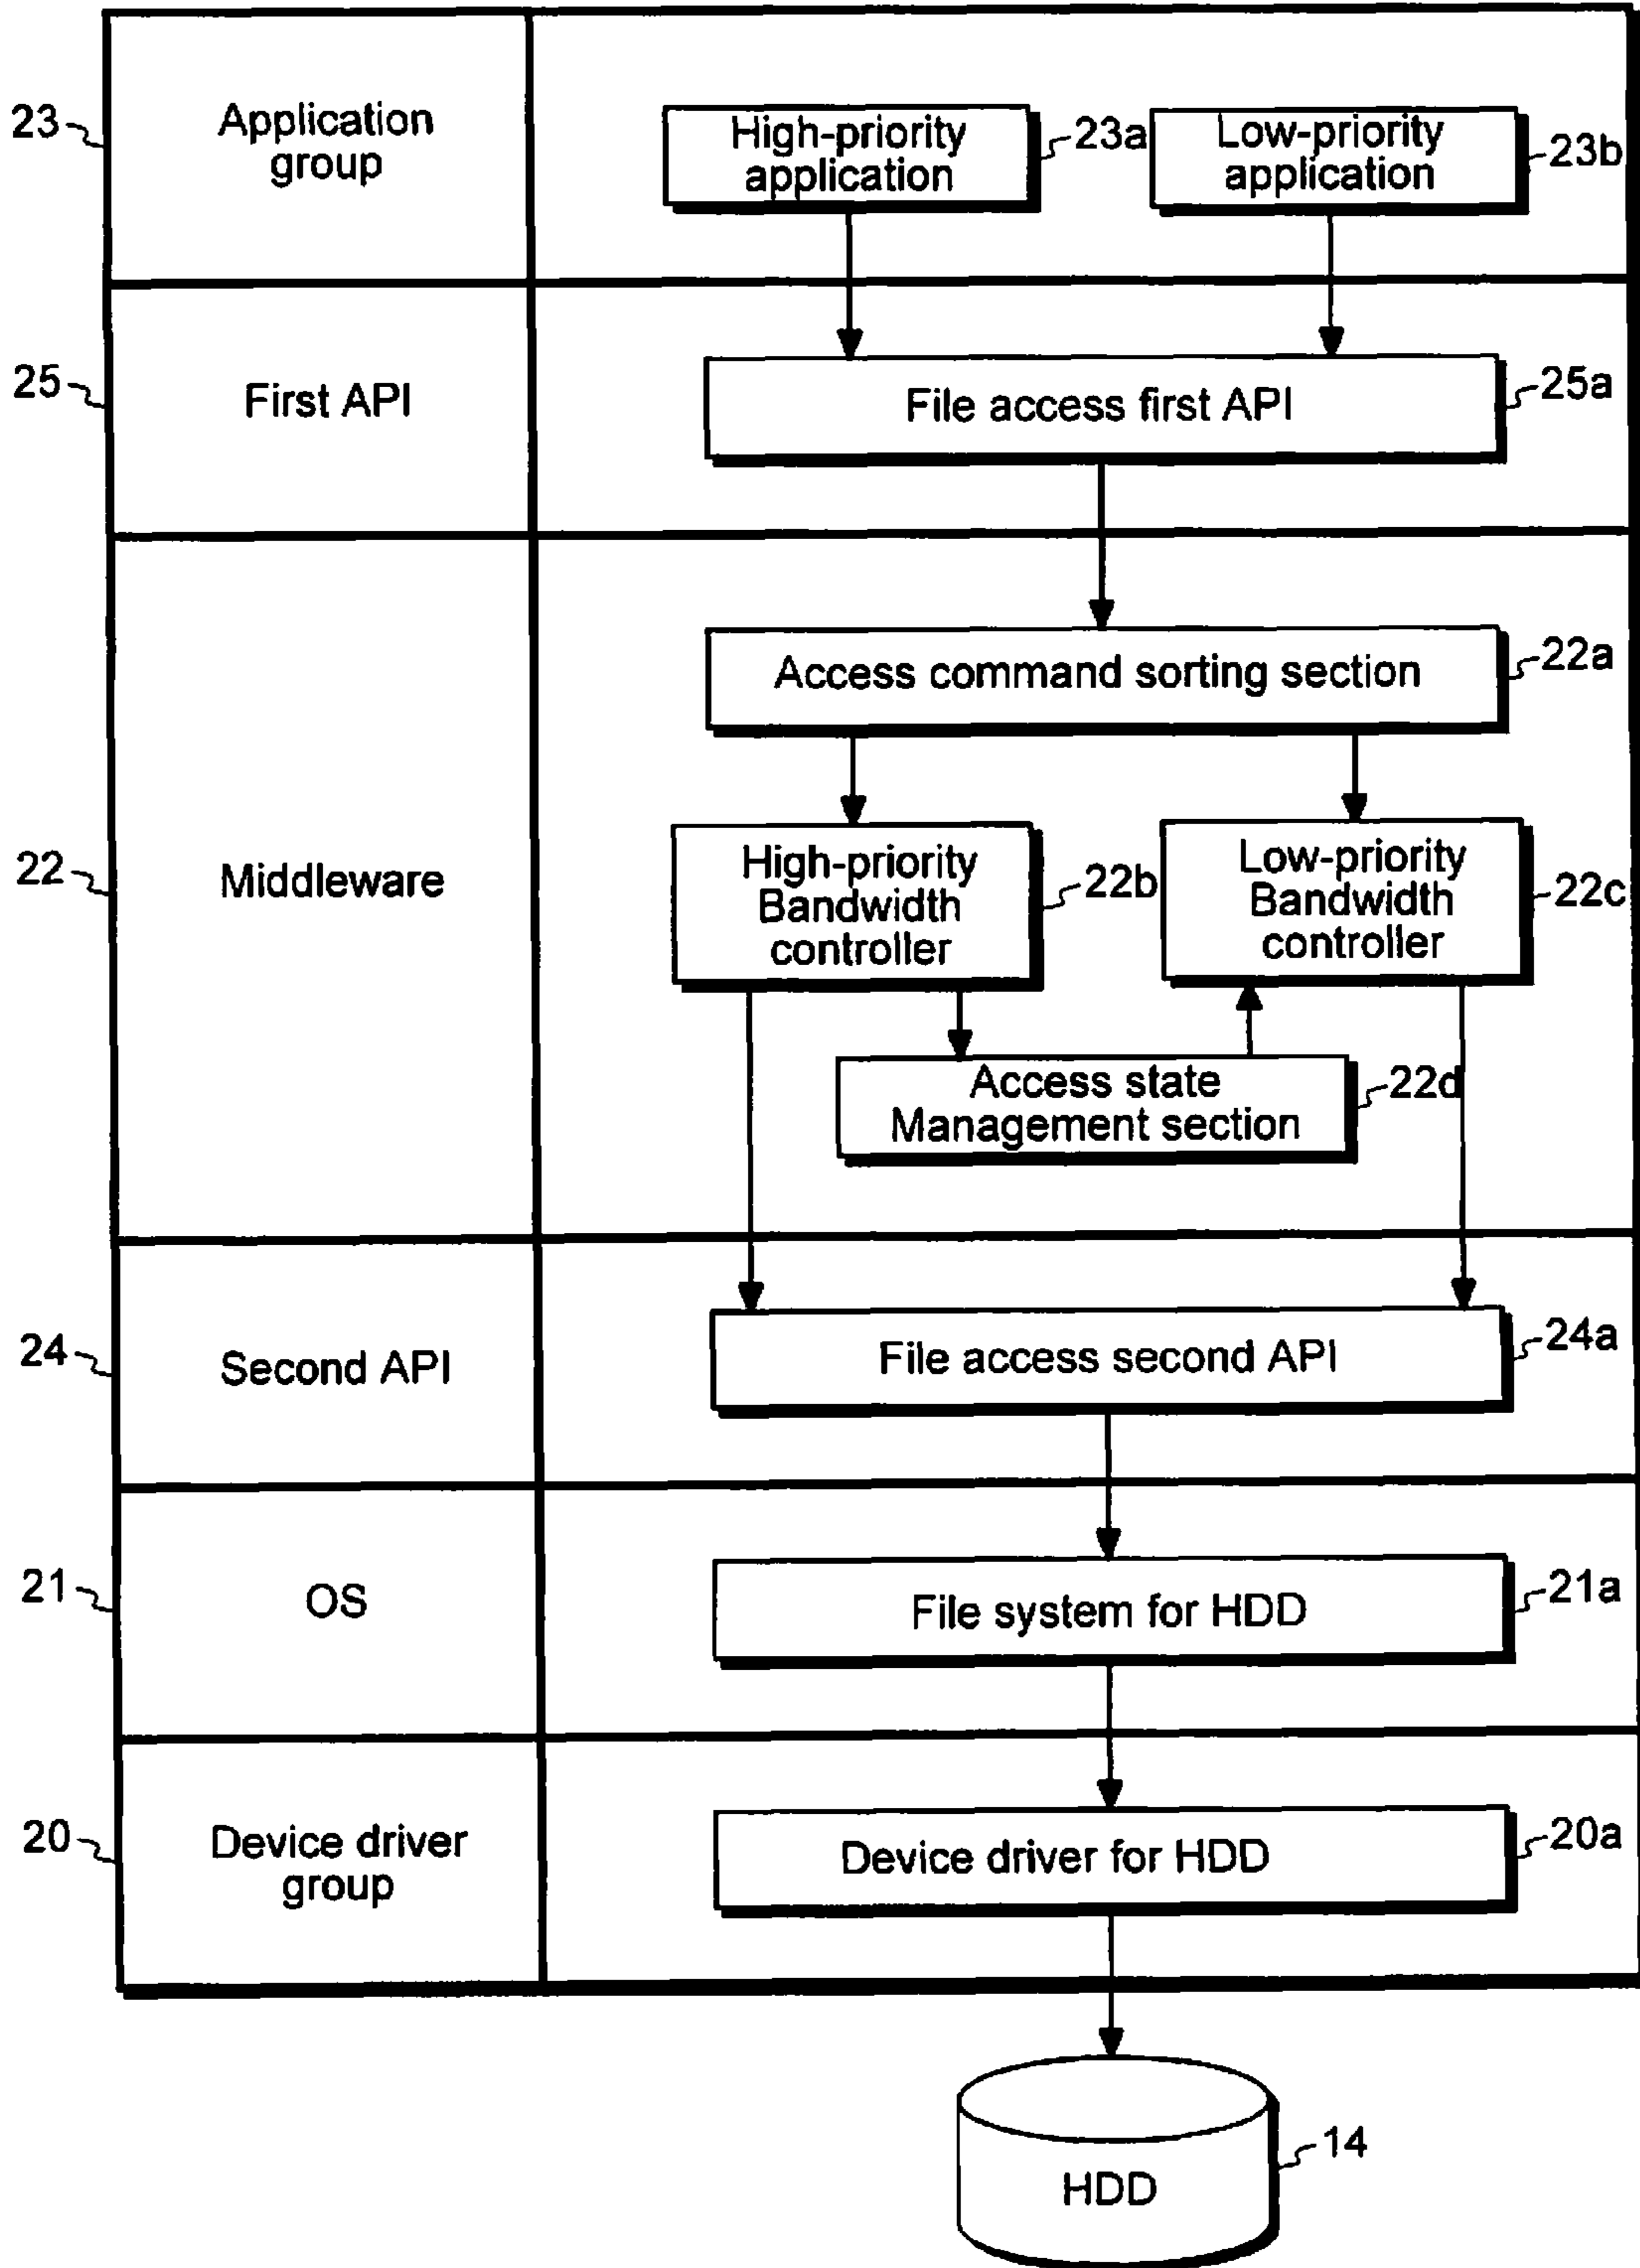 23
Application
group
High-priority
application
23a
Low-priority
application
23b
25
First API
File access first API
25a
22
Middleware
Access command sorting section
22a
High-priority
Bandwidth
controller
22b
Low-priority
Bandwidth
controller
22c
Access state
Management section
22d
24
Second API
File access second API
24a
21
OS
File system for HDD
21a
20
Device driver
group
Device driver for HDD
20a
HDD
14